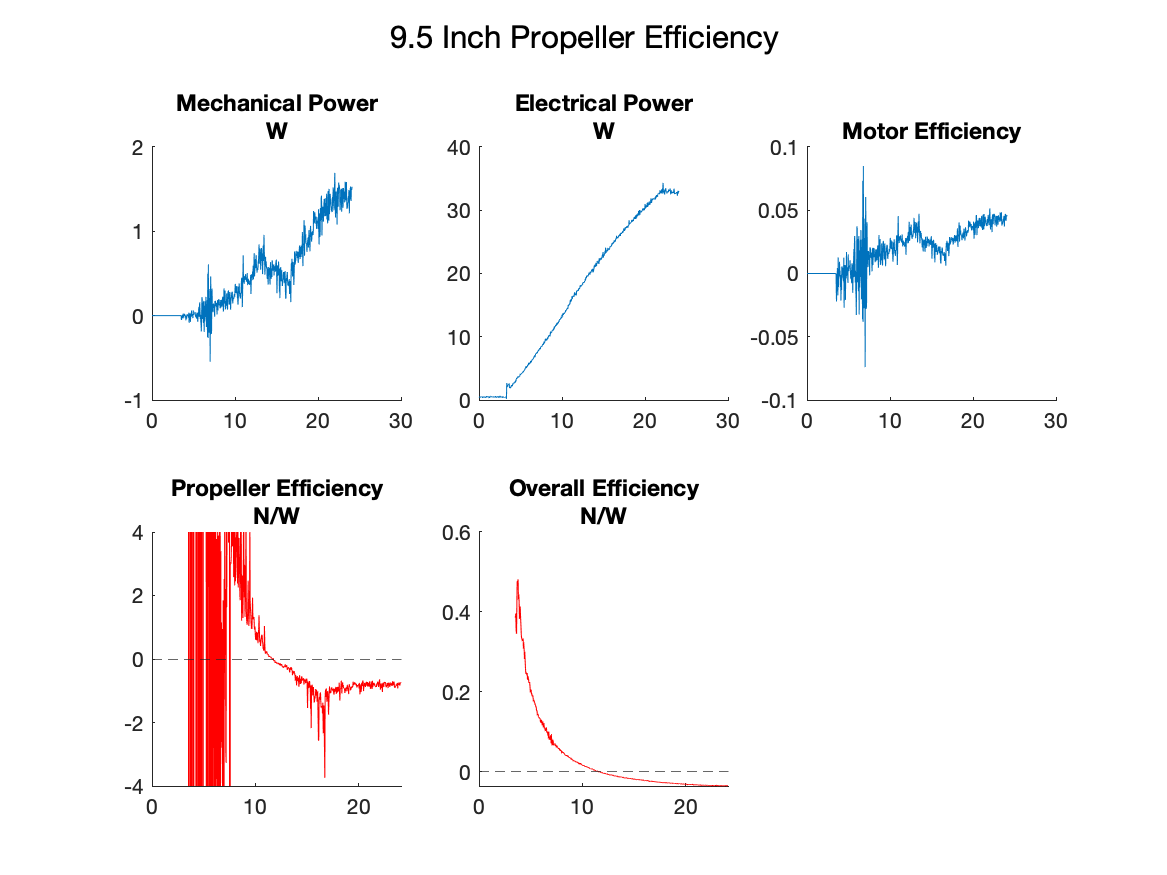 9.5 Inch Propeller Efficiency
Mechanical Power
W
2
1
0
-1
0 10 20 30
Electrical Power
W
40
30
20
10
0
0 10 20 30
Motor Efficiency
0.1
0.05
0
-0.05
-0.1
0 10 20 30
Propeller Efficiency
N/W
4
2
0
-2
-4
0 10 20
Overall Efficiency
N/W
0.6
0.4
0.2
0
0 10 20